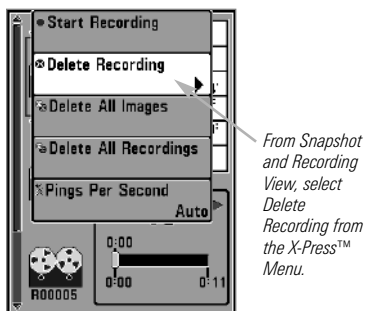 Start Recording
Delete Recording
Delete All Images
Delete All Recordings
Pings Per Second
Auto
0:00
0:00 0:11
R00005
From Snapshot
and Recording
View, select
Delete
Recording from
the X-Press™
Menu.